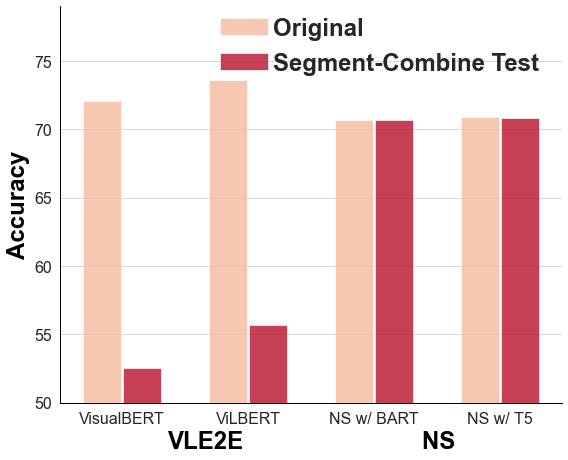 Original
Segment-Combine Test
Accuracy
75
70
65
60
55
50
VisualBERT ViLBERT NS w/ BART NS w/ T5
VLE2E NS